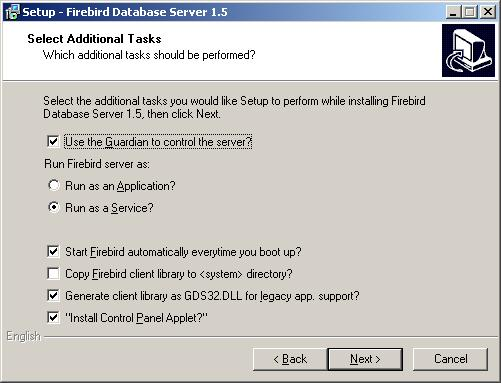 Setup - Firebird Database Server 1.5
Select Additional Tasks
Which additional tasks should be performed?
Select the additional tasks you would like Setup to perform while installing Firebird
Database Server 1.5, then click Next.
Use the Guardian to control the server?
Run Firebird server as:
Run as an Application?
Run as a Service?
Start Firebird automatically everytime you boot up?
Copy Firebird client library to <system> directory?
Generate client library as GDS32.DLL for legacy app. support?
"Install Control Panel Applet?"
English
< Back
Next >
Cancel